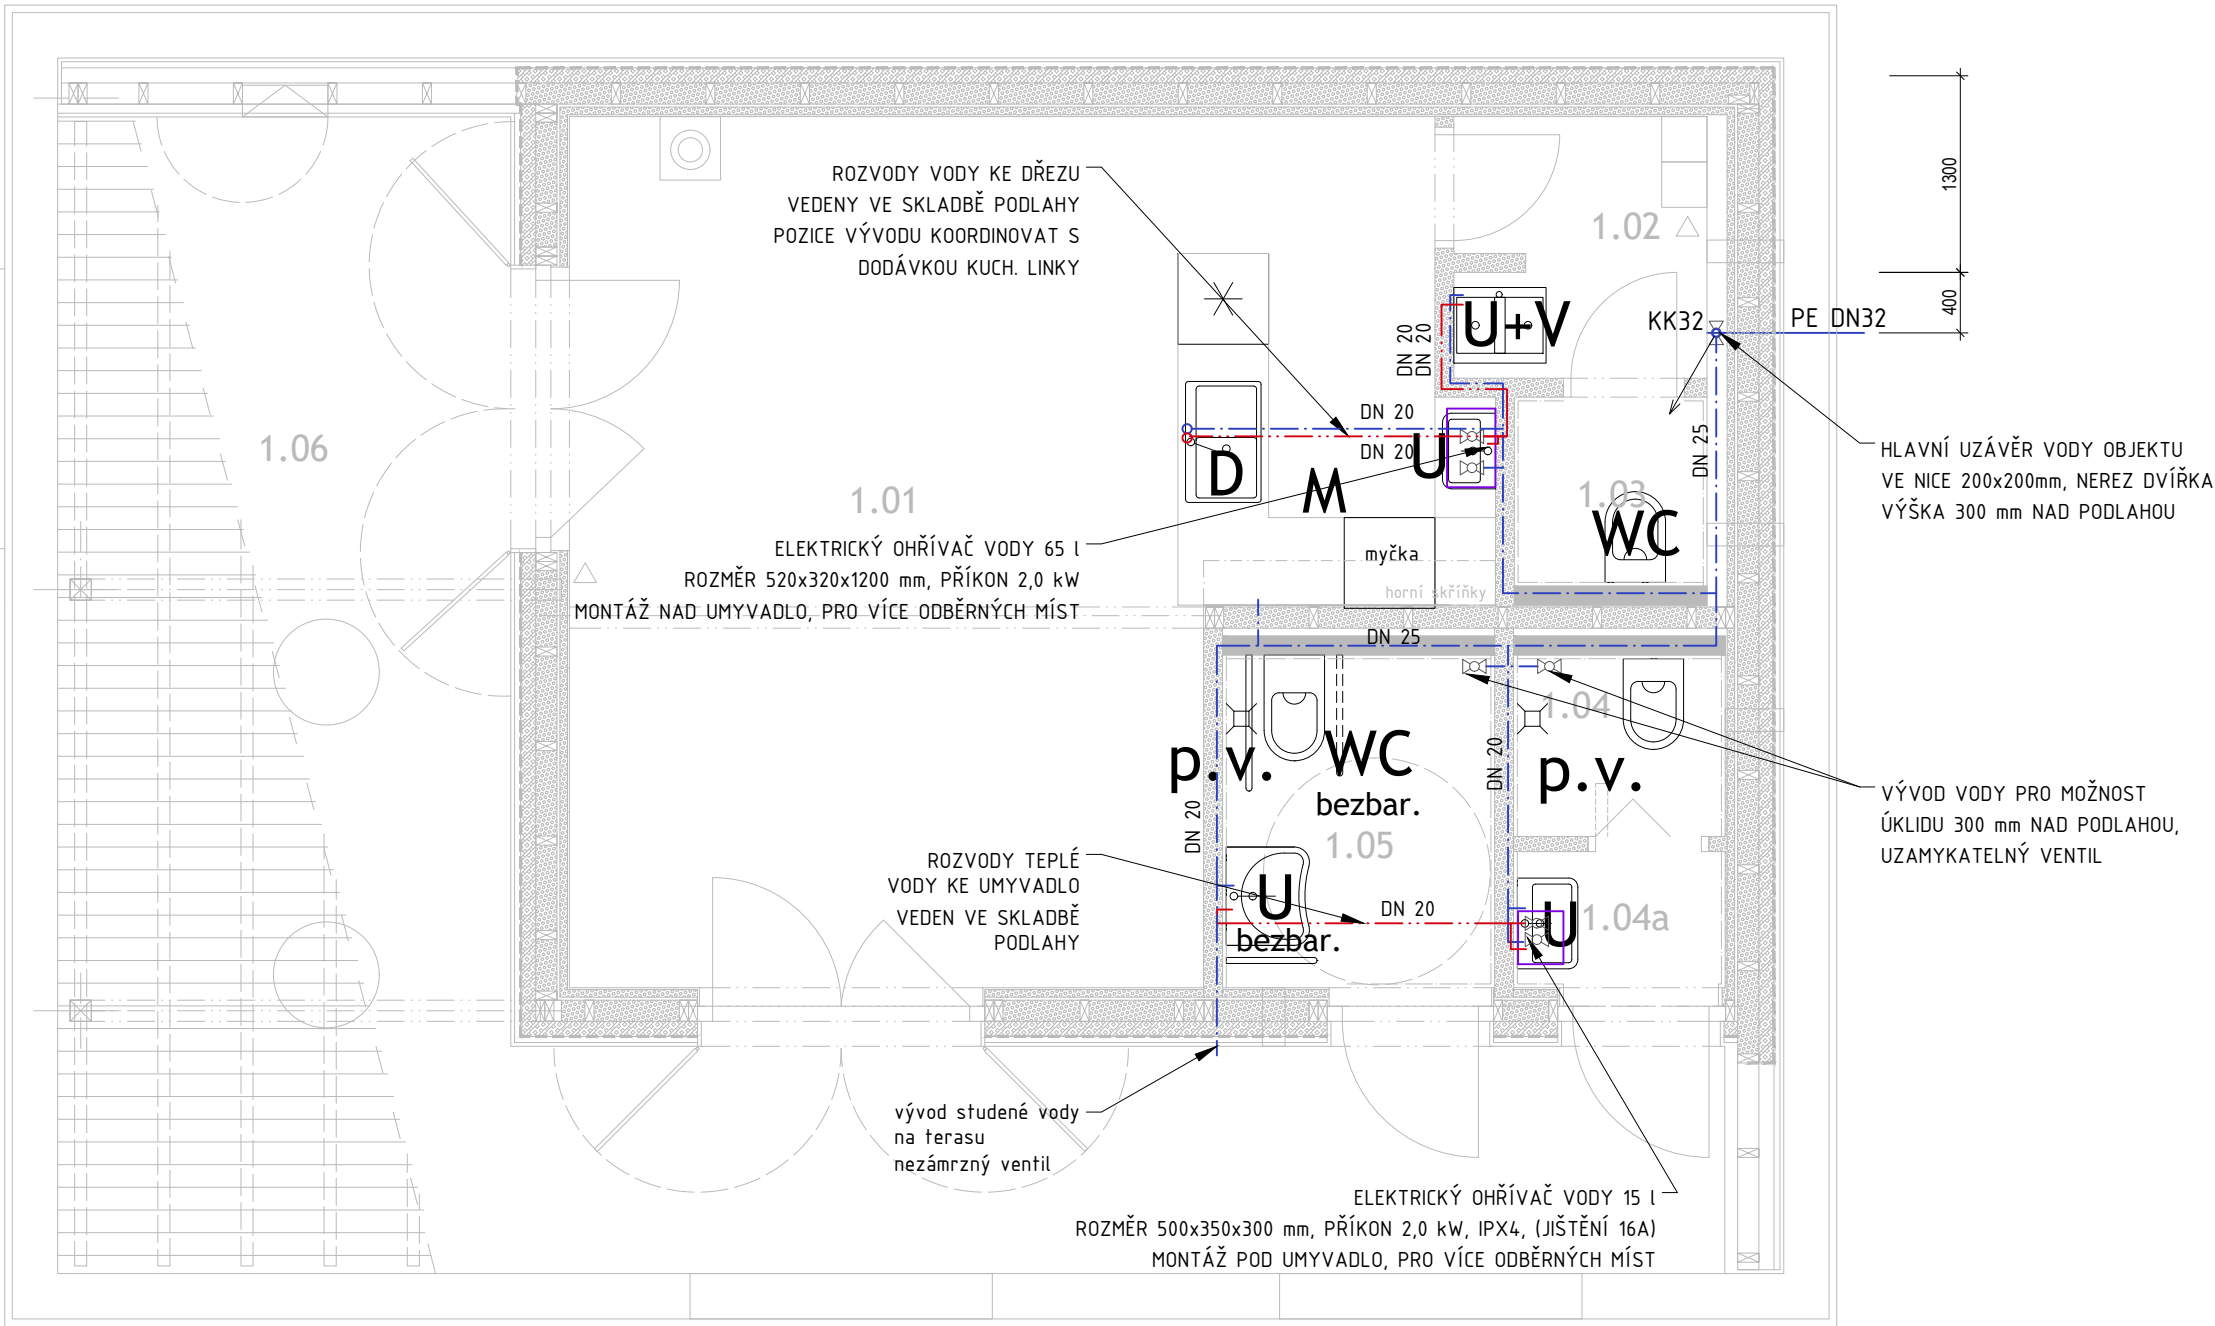 ROZVODY VODY KE DŘEZU
VEDENY VE SKLADBĚ PODLAHY
POZICE VÝVODU KOORDINOVAT S
DODÁVKOU KUCH. LINKY
1300
400
1.02
KK32
PE DN32
U+V
DN 20
DN 20
DN 20
DN 20
DN 25
D
M
U
1.06
1.01
1.03
WC
HLAVNÍ UZÁVĚR VODY OBJEKTU
VE NICE 200x200mm, NEREZ DVÍŘKA
VÝŠKA 300 mm NAD PODLAHOU
ELEKTRICKÝ OHŘÍVAČ VODY 65 l
ROZMĚR 520x320x1200 mm, PŘÍKON 2,0 kW
MONTÁŽ NAD UMYVADLO, PRO VÍCE ODBĚRNÝCH MÍST
myčka
horní skříňky
DN 25
1.04
p.v.
WC
bezbar.
p.v.
DN 20
DN 20
1.05
VÝVOD VODY PRO MOŽNOST
ÚKLIDU 300 mm NAD PODLAHOU,
UZAMYKATELNÝ VENTIL
ROZVODY TEPLÉ
VODY KE UMYVADLO
VEDEN VE SKLADBĚ
PODLAHY
U
bezbar.
DN 20
U
1.04a
vývod studené vody
na terasu
nezámrzný ventil
ELEKTRICKÝ OHŘÍVAČ VODY 15 l
ROZMĚR 500x350x300 mm, PŘÍKON 2,0 kW, IPX4, (JIŠTĚNÍ 16A)
MONTÁŽ POD UMYVADLO, PRO VÍCE ODBĚRNÝCH MÍST